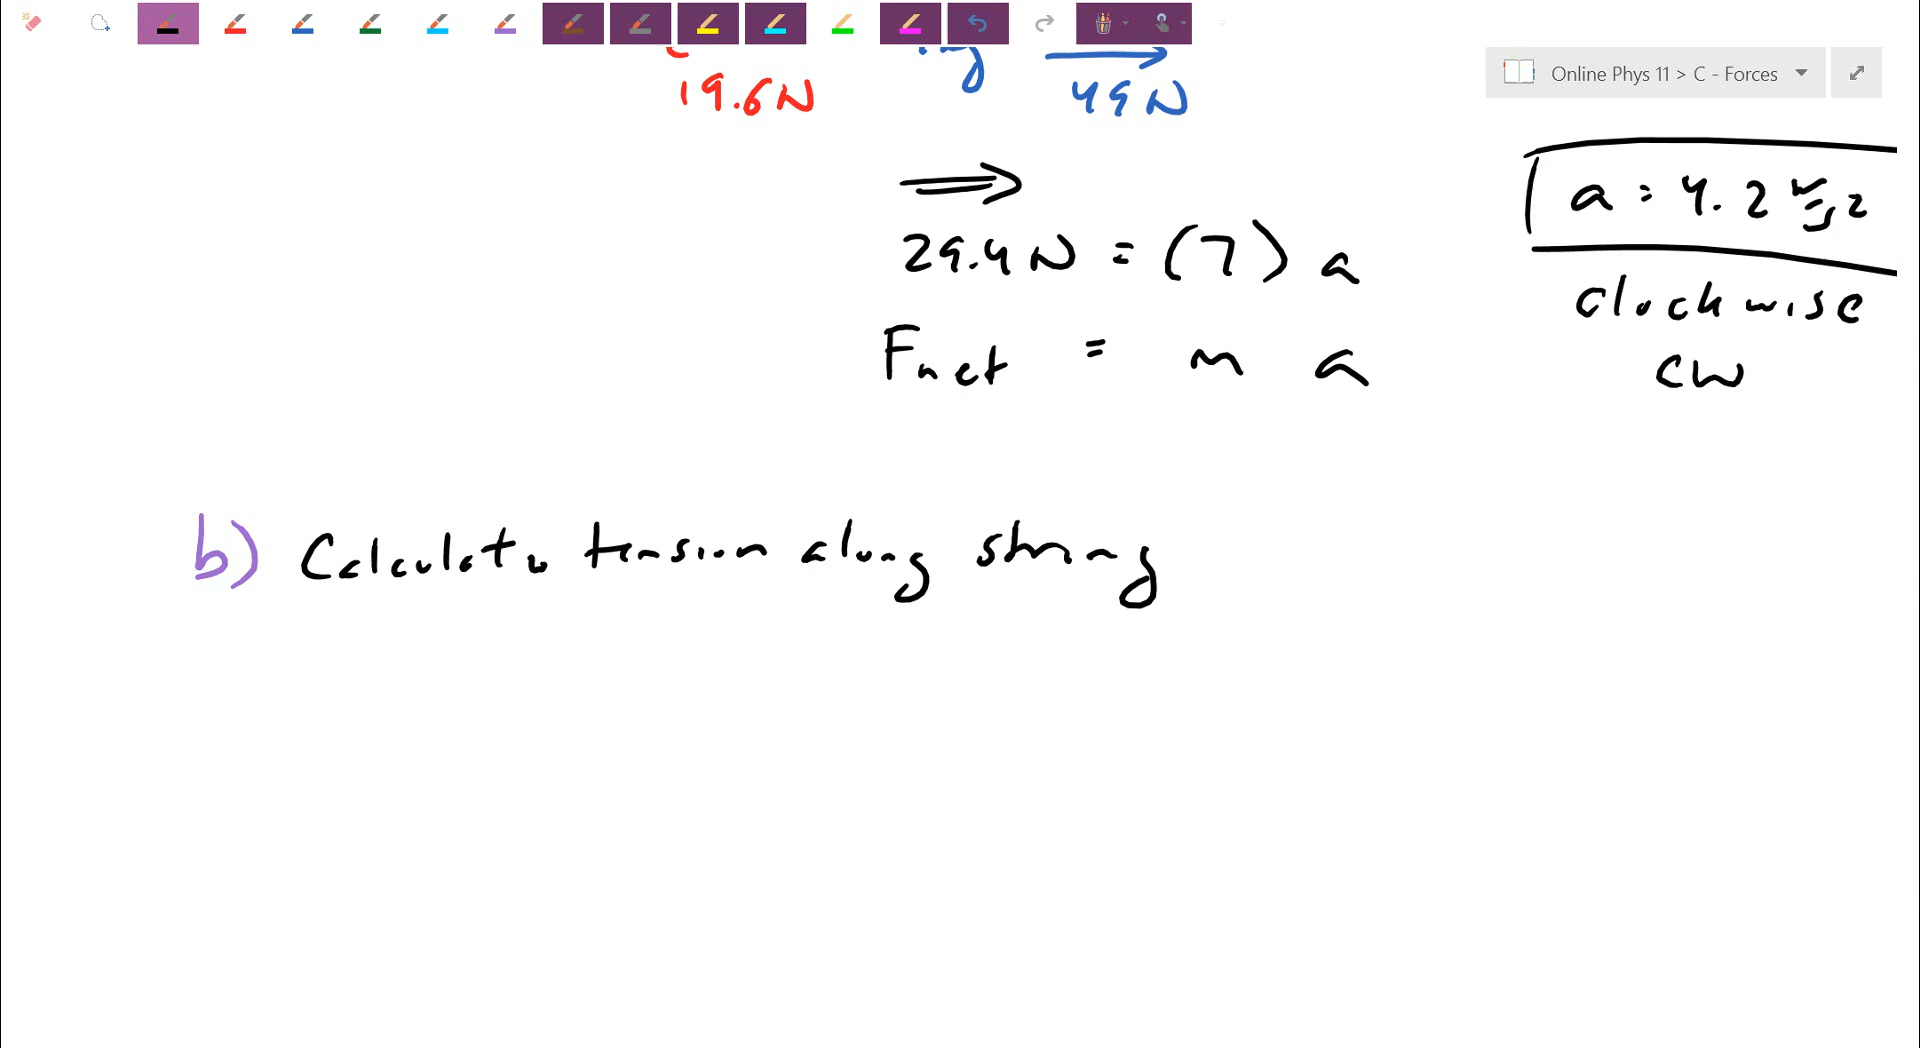 19.6N
49N
Online Phys 11 > C - Forces
a = 4.2 m/s2
29.4N = (7) a
clockwise
Fnet = m a
CW
b) Calculate tension along string